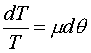 dT/T = μdθ